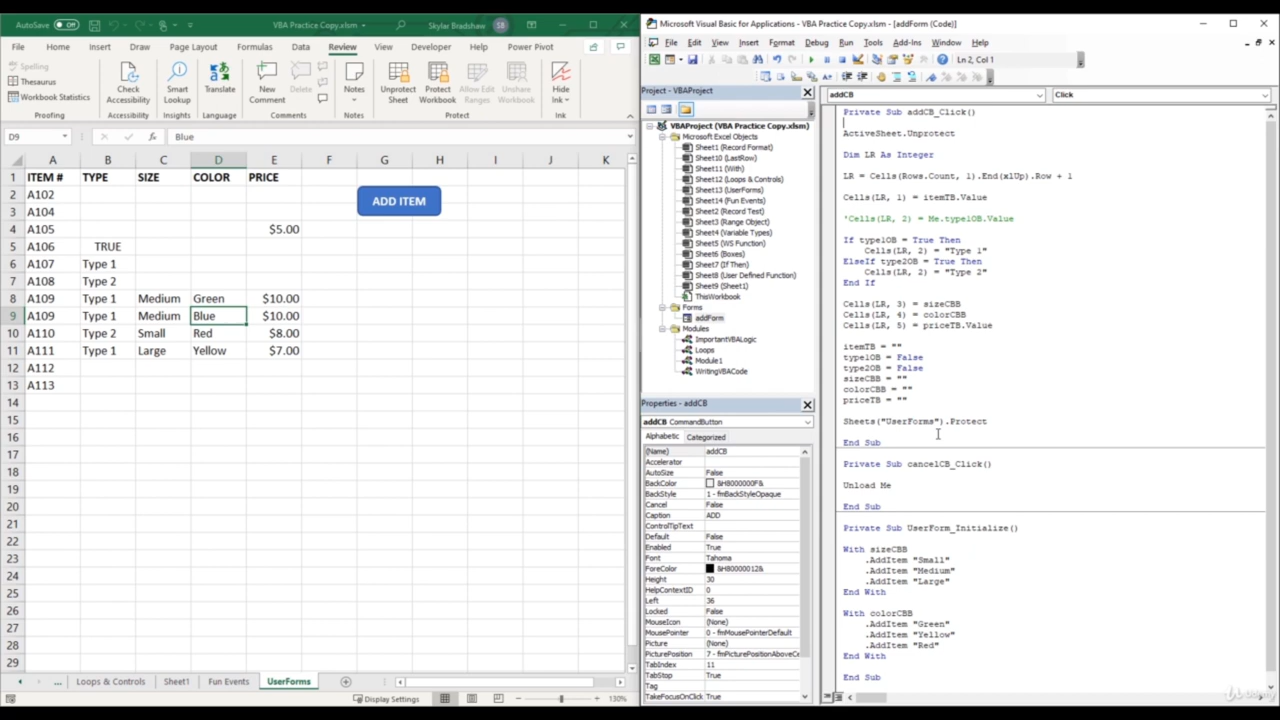 AutoSave Off VBA Practice Copy.xlsm Skylar Bradshaw SB
File Home Insert Draw Page Layout Formulas Data Review View Developer Help Power Pivot
Spelling
Thesaurus
Workbook Statistics
Proofing
Check Accessibility
Accessibility
Smart Lookup
Insights
Translate
Language
New Comment
Delete
Comments
Notes
Notes
Unprotect Sheet
Protect Workbook
Allow Edit Ranges
Unshare Workbook
Protect
Hide Ink
Ink
D9 fx Blue
A B C D E F G H I J K
ITEM # TYPE SIZE COLOR PRICE
2 A102
3 A104
4 A105 $5.00
5 A106 TRUE
6 A107 Type 1
7 A108 Type 2
8 A109 Type 1 Medium Green $10.00
9 A109 Type 1 Medium Blue $10.00
10 A110 Type 2 Small Red $8.00
11 A111 Type 1 Large Yellow $7.00
12 A112
13 A113
14
15
16
17
18
19
20
21
22
23
24
25
26
27
28
29
ADD ITEM
... Loops & Controls Sheet1 Fun Events UserForms
Display Settings 130%
Microsoft Visual Basic for Applications - VBA Practice Copy.xlsm - [addForm (Code)]
File Edit View Insert Format Debug Run Tools Add-Ins Window Help
Ln 2, Col 1
Project - VBAProject
VBAProject (VBA Practice Copy.xlsm)
Microsoft Excel Objects
Sheet1 (Record Format)
Sheet10 (LastRow)
Sheet11 (With)
Sheet12 (Loops & Controls)
Sheet13 (UserForms)
Sheet14 (Fun Events)
Sheet2 (Record Test)
Sheet3 (Range Object)
Sheet4 (Variable Types)
Sheet5 (WS Function)
Sheet6 (Boxes)
Sheet7 (If Then)
Sheet8 (User Defined Function)
Sheet9 (Sheet1)
ThisWorkbook
Forms
addForm
Modules
ImportantVBALogic
Loops
Module1
WritingVBACode
Properties - addCB
addCB CommandButton
Alphabetic Categorized
(Name) addCB
Accelerator
AutoSize False
BackColor &H8000000F&
BackStyle 1 - fmBackStyleOpaque
Cancel False
Caption ADD
ControlTipText
Default False
Enabled True
Font Tahoma
ForeColor &H80000012&
Height 30
HelpContextID 0
Left 36
Locked False
MouseIcon (None)
MousePointer 0 - fmMousePointerDefault
Picture (None)
PicturePosition 7 - fmPicturePositionAboveCe
TabIndex 11
TabStop True
Tag
TakeFocusOnClick True
addCB Click
Private Sub addCB_Click()
ActiveSheet.Unprotect
Dim LR As Integer
LR = Cells(Rows.Count, 1).End(xlUp).Row + 1
Cells(LR, 1) = itemTB.Value
'Cells(LR, 2) = Me.type1OB.Value
If type1OB = True Then
Cells(LR, 2) = "Type 1"
ElseIf type2OB = True Then
Cells(LR, 2) = "Type 2"
End If
Cells(LR, 3) = sizeCBB
Cells(LR, 4) = colorCBB
Cells(LR, 5) = priceTB.Value
itemTB = ""
type1OB = False
type2OB = False
sizeCBB = ""
colorCBB = ""
priceTB = ""
Sheets("UserForms").Protect
End Sub
Private Sub cancelCB_Click()
Unload Me
End Sub
Private Sub UserForm_Initialize()
With sizeCBB
.AddItem "Small"
.AddItem "Medium"
.AddItem "Large"
End With
With colorCBB
.AddItem "Green"
.AddItem "Yellow"
.AddItem "Red"
End With
End Sub